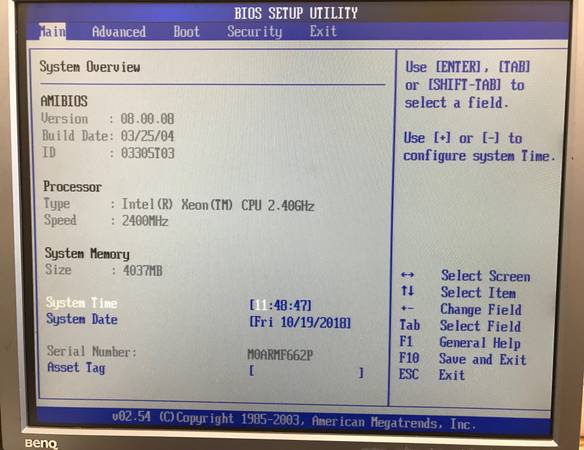 BIOS SETUP UTILITY
Main Advanced Boot Security Exit
System Overview
AMIBIOS
Version : 08.00.08
Build Date: 03/25/04
ID : 0330ST03
Processor
Type : Intel(R) Xeon(TM) CPU 2.40GHz
Speed : 2400MHz
System Memory
Size : 4037MB
System Time [11:48:47]
System Date [Fri 10/19/2018]
Serial Number: M0ARMF662P
Asset Tag [ ]
Use [ENTER], [TAB]
or [SHIFT-TAB] to
select a field.
Use [+] or [-] to
configure system Time.
↔ Select Screen
↑↓ Select Item
+- Change Field
Tab Select Field
F1 General Help
F10 Save and Exit
ESC Exit
v02.54 (C)Copyright 1985-2003, American Megatrends, Inc.
BenQ